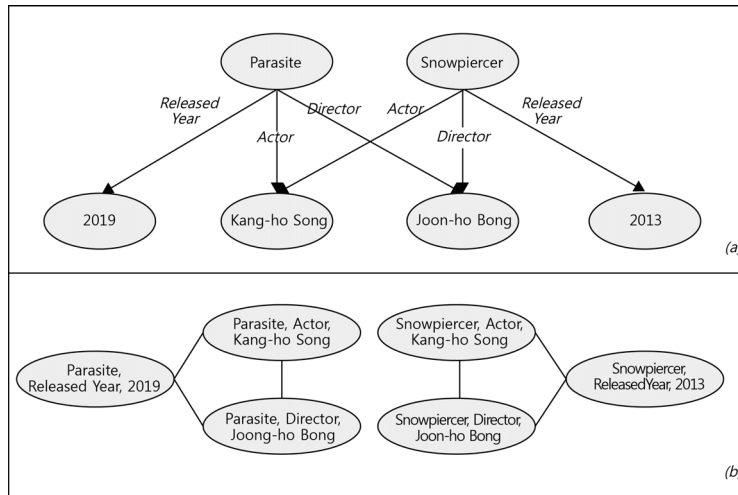 Parasite
Snowpiercer
Released
Year
Director
Actor
Actor
Director
Released
Year
2019
Kang-ho Song
Joon-ho Bong
2013
(a)
Parasite,
Released Year, 2019
Parasite, Actor,
Kang-ho Song
Parasite, Director,
Joong-ho Bong
Snowpiercer, Actor,
Kang-ho Song
Snowpiercer, Director,
Joon-ho Bong
Snowpiercer,
ReleasedYear, 2013
(b)